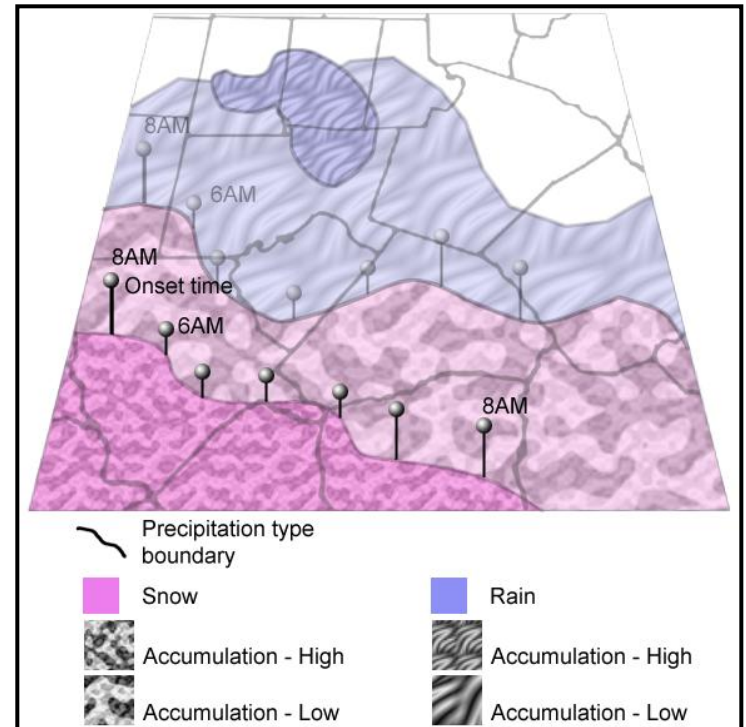 8AM
6AM
8AM
Onset time
6AM
8AM
Precipitation type
boundary
Snow
Rain
Accumulation - High
Accumulation - High
Accumulation - Low
Accumulation - Low